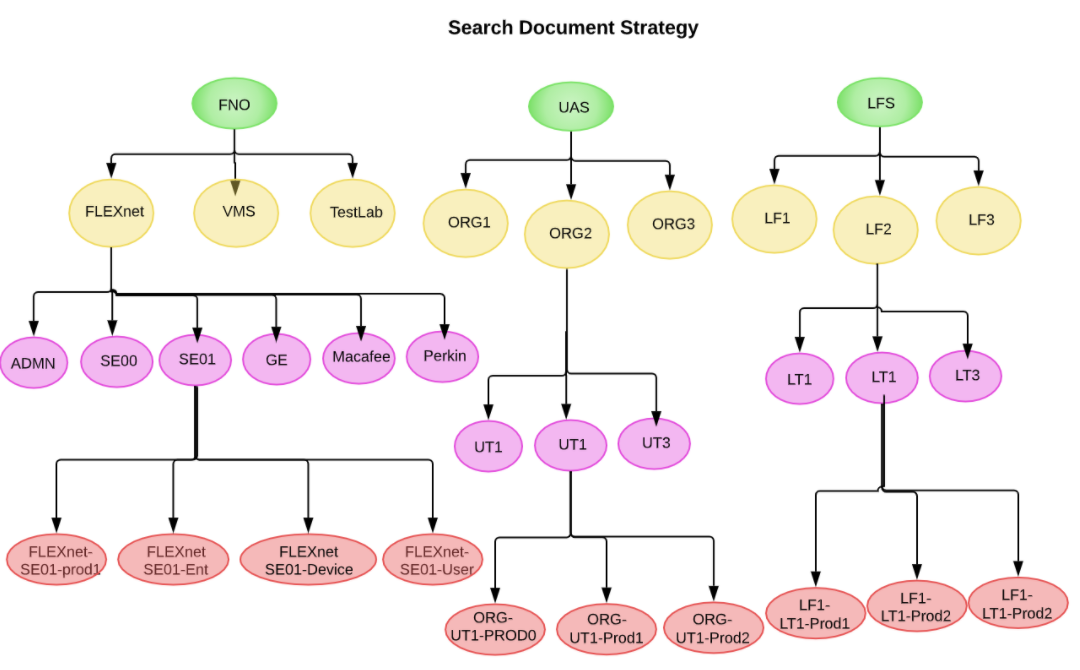 Search Document Strategy
FNO
UAS
LFS
FLEXnet
VMS
TestLab
ORG1
ORG2
ORG3
LF1
LF2
LF3
ADMN
SE00
SE01
GE
Macafee
Perkin
LT1
LT1
LT3
UT1
UT1
UT3
FLEXnet-
SE01-prod1
FLEXnet
SE01-Ent
FLEXnet
SE01-Device
FLEXnet-
SE01-User
ORG-
UT1-PROD0
ORG-
UT1-Prod1
ORG-
UT1-Prod2
LF1-
LT1-Prod1
LF1-
LT1-Prod2
LF1-
LT1-Prod2